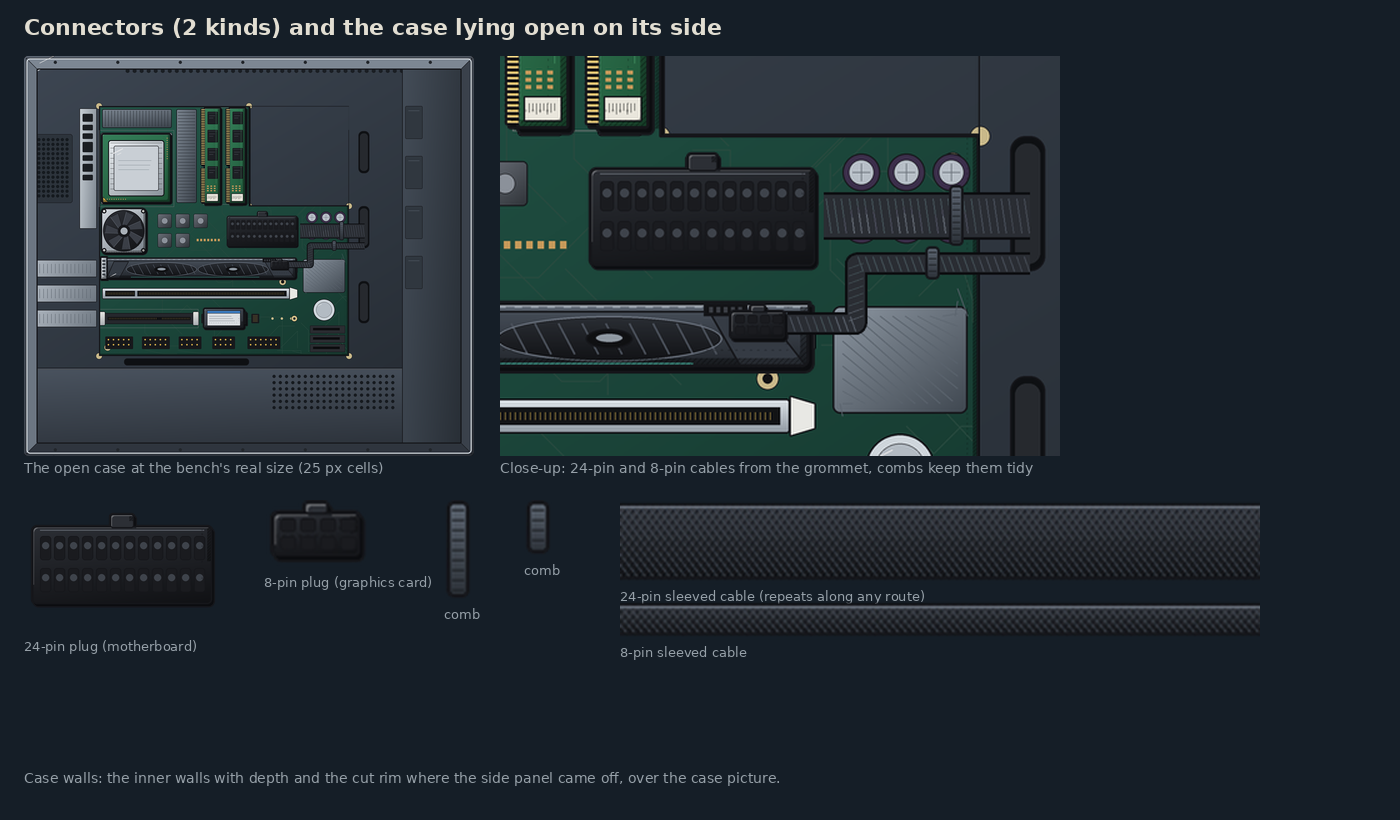 Connectors (2 kinds) and the case lying open on its side
The open case at the bench's real size (25 px cells)
Close-up: 24-pin and 8-pin cables from the grommet, combs keep them tidy
comb
8-pin plug (graphics card)
24-pin sleeved cable (repeats along any route)
comb
24-pin plug (motherboard)
8-pin sleeved cable
Case walls: the inner walls with depth and the cut rim where the side panel came off, over the case picture.